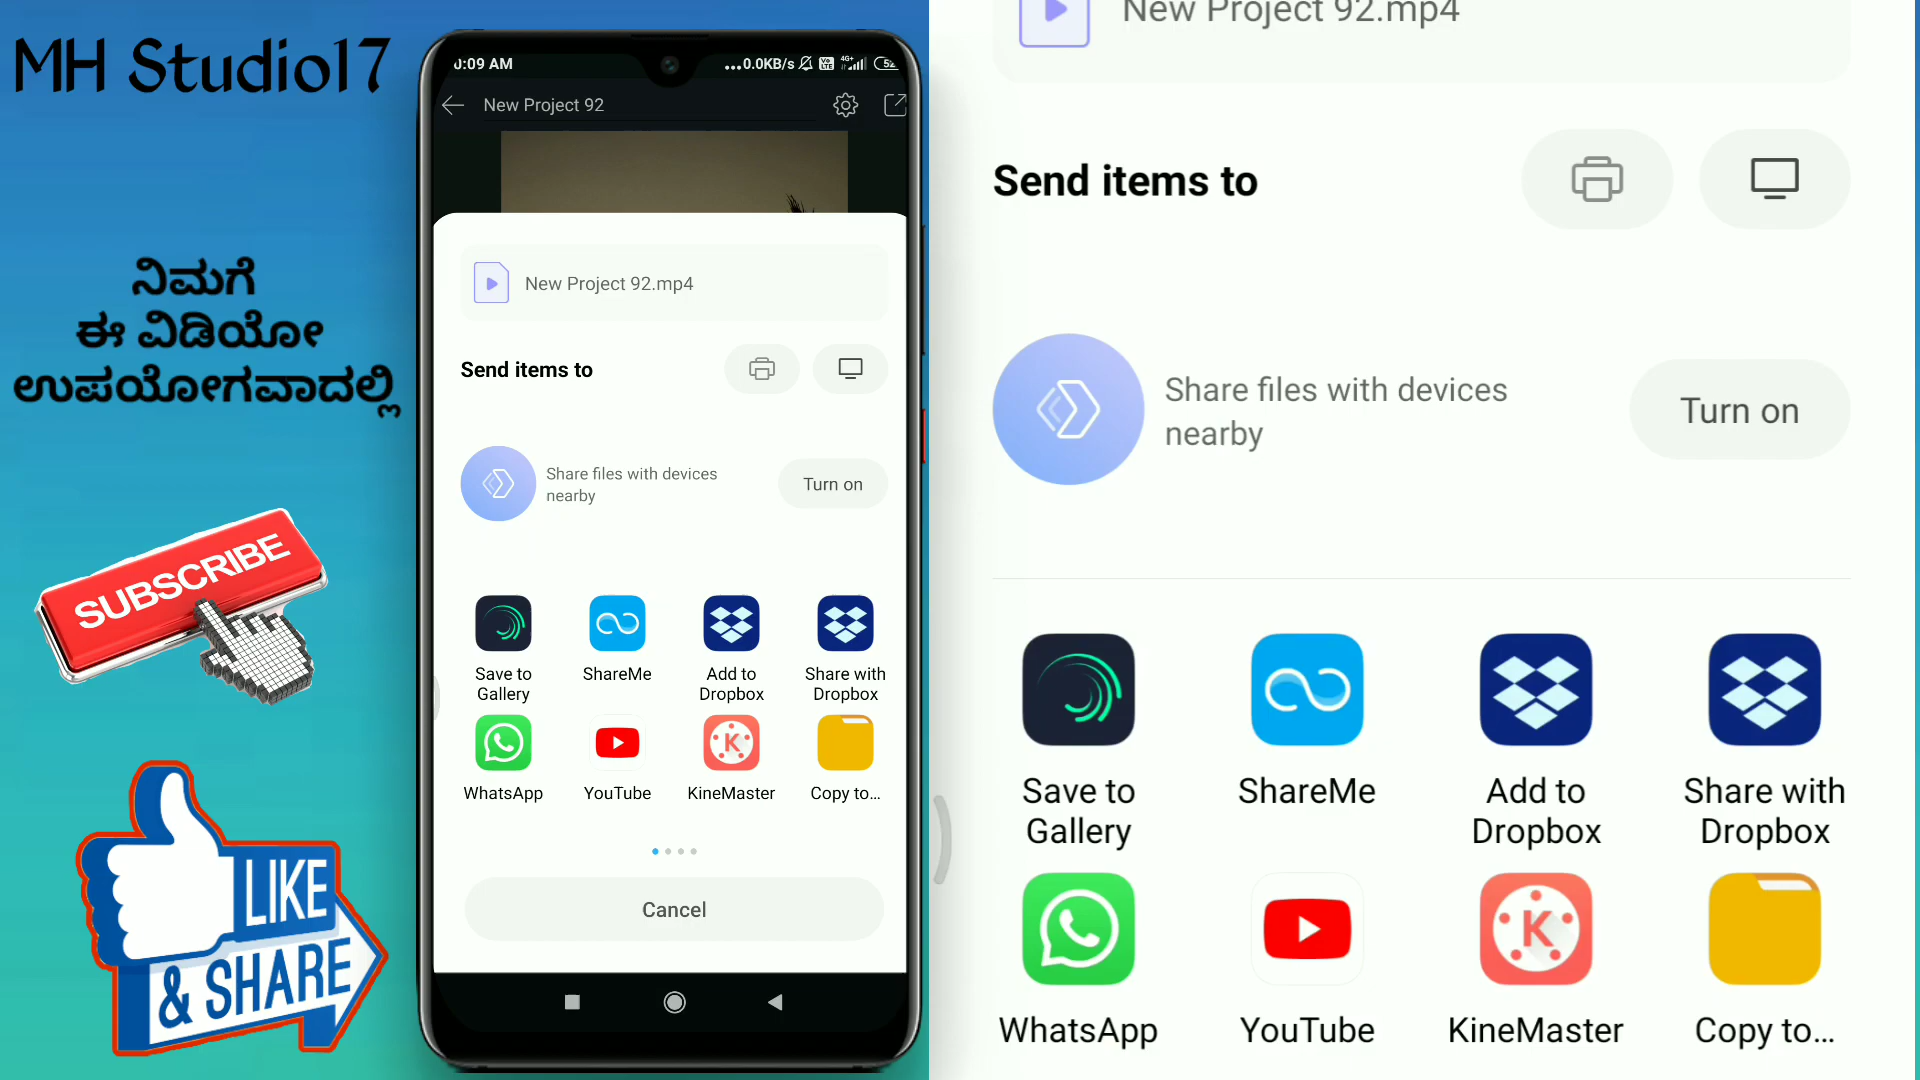 MH Studio17
ನಿಮಗೆ
ಈ ವಿಡಿಯೋ
ಉಪಯೋಗವಾದಲ್ಲಿ
SUBSCRIBE
LIKE
& SHARE
0:09 AM
...0.0KB/s
4G+
52
New Project 92
New Project 92.mp4
Send items to
Share files with devices
nearby
Turn on
Save to
Gallery
ShareMe
Add to
Dropbox
Share with
Dropbox
WhatsApp
YouTube
KineMaster
Copy to...
Cancel
New Project 92.mp4
Send items to
Share files with devices
nearby
Turn on
Save to
Gallery
ShareMe
Add to
Dropbox
Share with
Dropbox
WhatsApp
YouTube
KineMaster
Copy to...